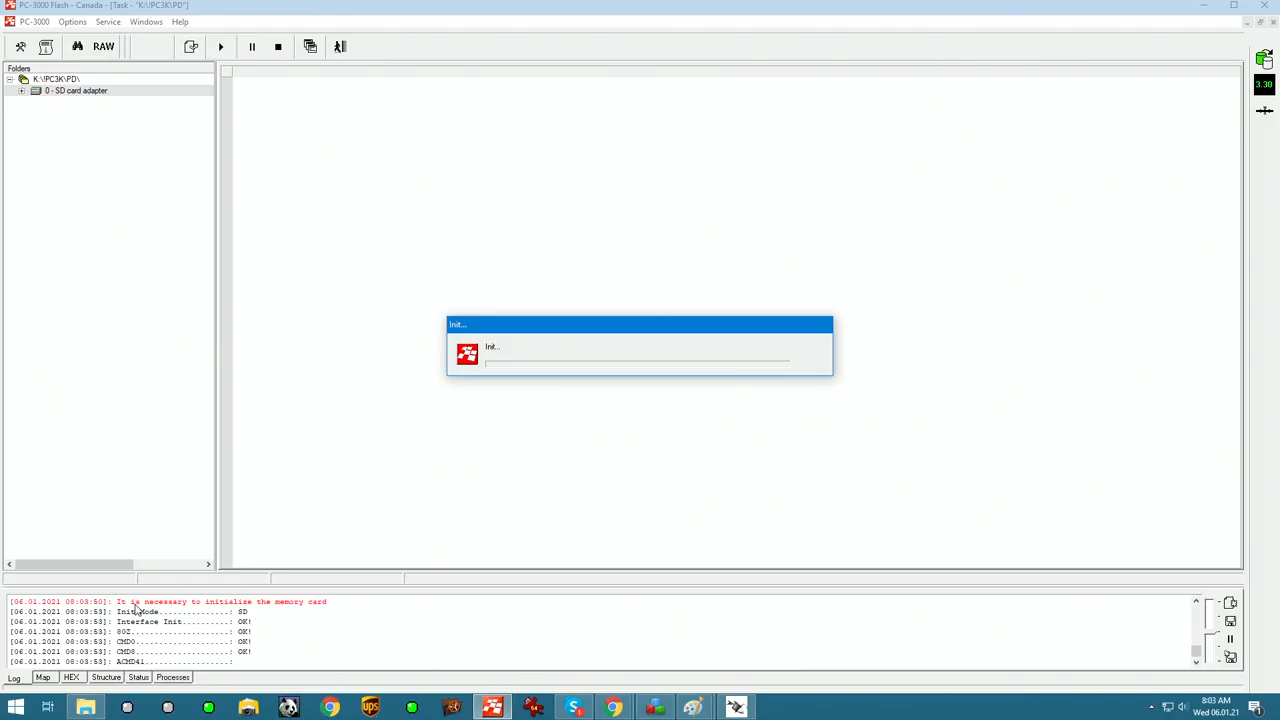 PC-3000 Flash - Canada - [Task - "K:\!PC3K\PD"]
PC-3000 Options Service Windows Help
RAW
Folders
K:\!PC3K\PD\
0 - SD card adapter
3.30
Init...
Init...
[06.01.2021 08:03:50]: It is necessary to initialize the memory card
[06.01.2021 08:03:53]: Init Mode..............: SD
[06.01.2021 08:03:53]: Interface Init.........: OK!
[06.01.2021 08:03:53]: 80Z....................: OK!
[06.01.2021 08:03:53]: CMD0...................: OK!
[06.01.2021 08:03:53]: CMD8...................: OK!
[06.01.2021 08:03:53]: ACMD41.................:
Log Map HEX Structure Status Processes
ups
64
S
8:03 AM
Wed 06.01.21
1